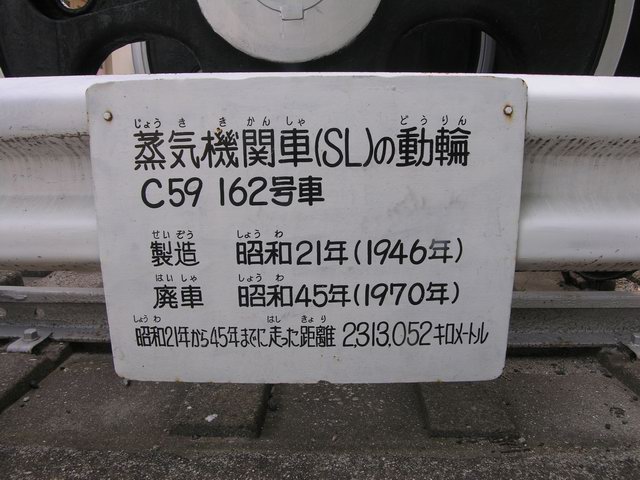 じょうききかんしゃ どうりん
蒸気機関車(SL)の動輪
C59 162号車
せいぞう しょうわ
製造 昭和21年(1946年)
はいしゃ しょうわ
廃車 昭和45年(1970年)
しょうわ はし きょり
昭和21年から45年までに走った距離 2,313,052キロメートル